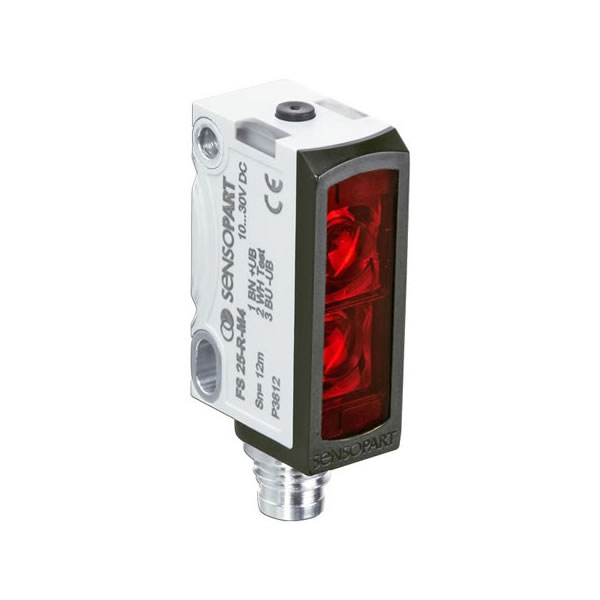 SENSOPART
FS 25-R-M4
10...30V DC
1 BN +UB
2 WH Test
3 BU -UB
Sn= 12m
P3612
CE
SENSOPART